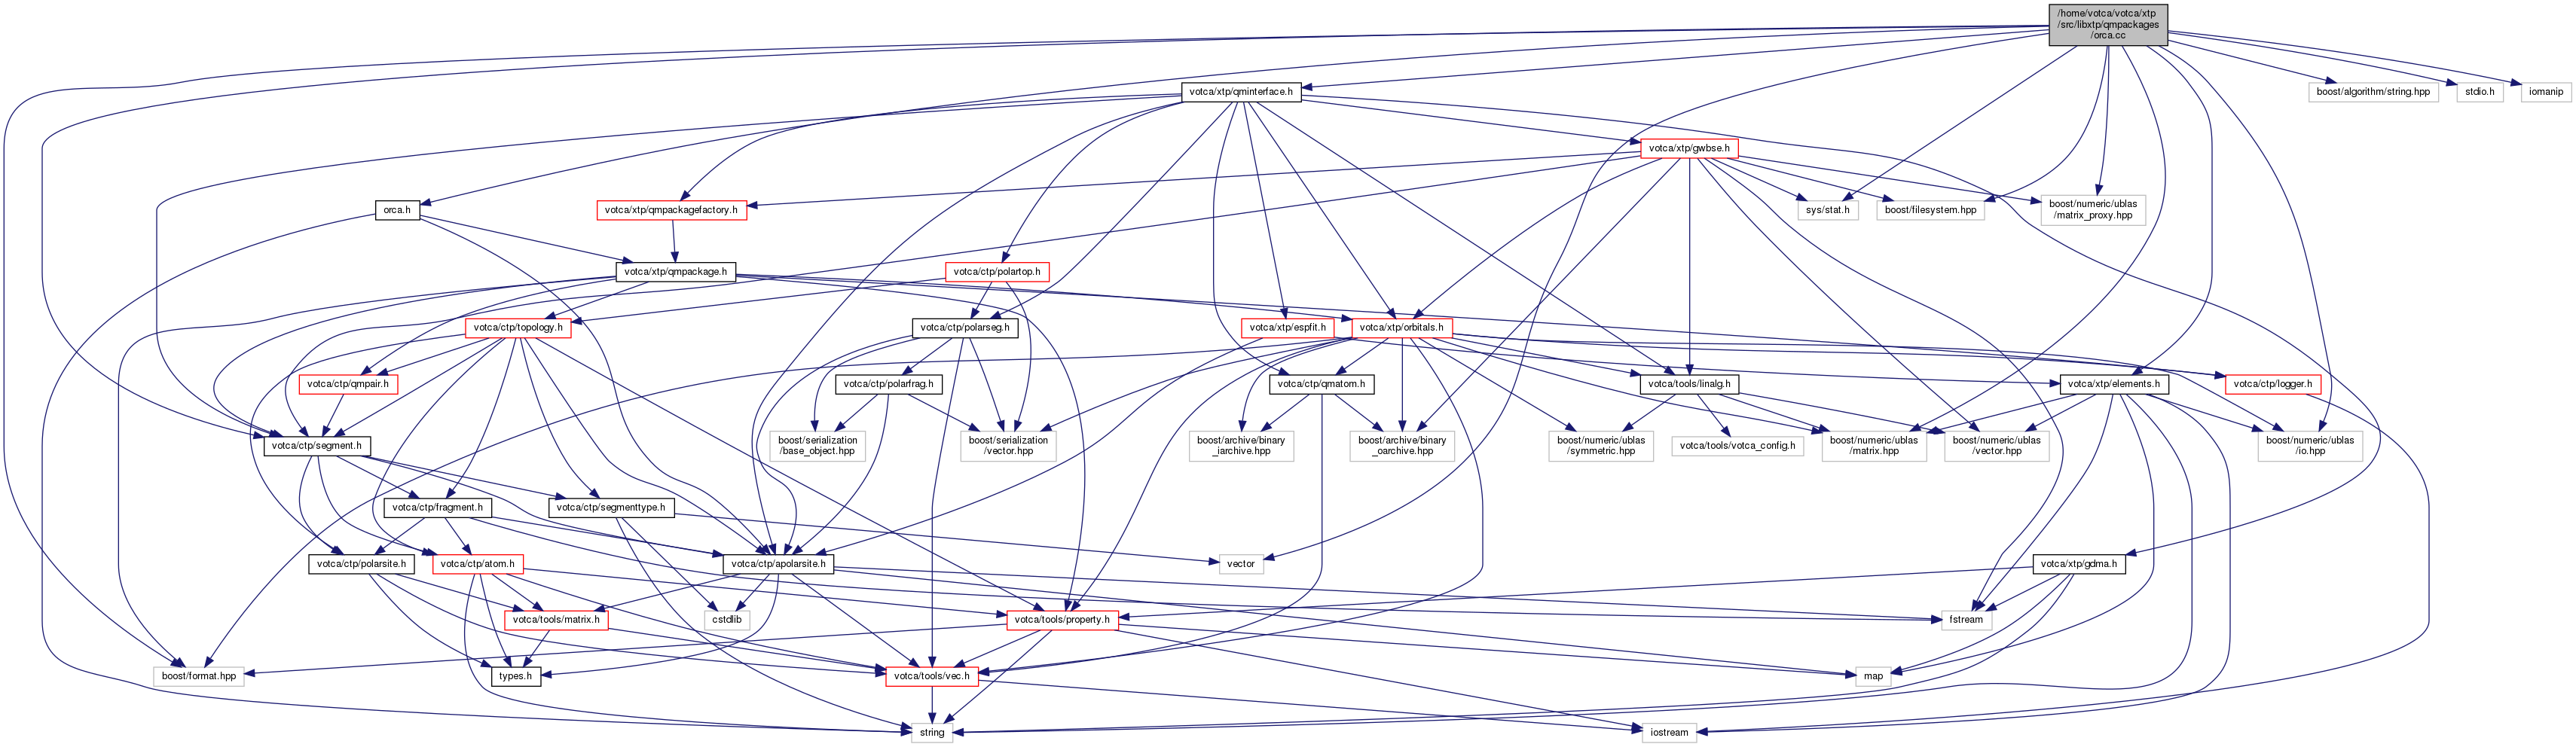 /home/votca/votca/xtp
/src/libxtp/qmpackages
/orca.cc
votca/xtp/qminterface.h
boost/algorithm/string.hpp
stdio.h
iomanip
votca/xtp/gwbse.h
orca.h
votca/xtp/qmpackagefactory.h
sys/stat.h
boost/filesystem.hpp
boost/numeric/ublas
/matrix_proxy.hpp
votca/xtp/qmpackage.h
votca/ctp/polartop.h
votca/ctp/topology.h
votca/ctp/polarseg.h
votca/xtp/espfit.h
votca/xtp/orbitals.h
votca/ctp/qmpair.h
votca/ctp/polarfrag.h
votca/ctp/qmatom.h
votca/tools/linalg.h
votca/xtp/elements.h
votca/ctp/logger.h
votca/ctp/segment.h
boost/serialization
/base_object.hpp
boost/serialization
/vector.hpp
boost/archive/binary
_iarchive.hpp
boost/archive/binary
_oarchive.hpp
boost/numeric/ublas
/symmetric.hpp
votca/tools/votca_config.h
boost/numeric/ublas
/matrix.hpp
boost/numeric/ublas
/vector.hpp
boost/numeric/ublas
/io.hpp
votca/ctp/fragment.h
votca/ctp/segmenttype.h
votca/ctp/polarsite.h
votca/ctp/atom.h
votca/ctp/apolarsite.h
vector
votca/xtp/gdma.h
votca/tools/matrix.h
cstdlib
votca/tools/property.h
fstream
boost/format.hpp
types.h
votca/tools/vec.h
map
string
iostream